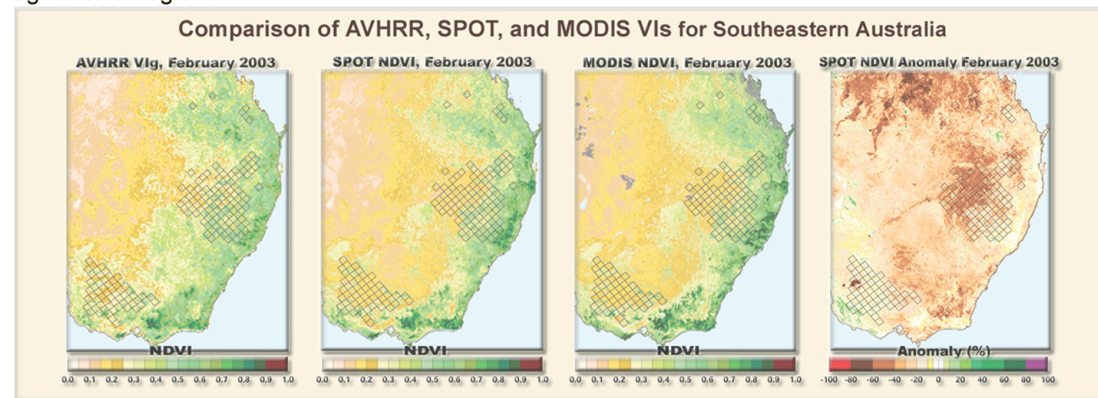 Comparison of AVHRR, SPOT, and MODIS VIs for Southeastern Australia
AVHRR VIg, February 2003
SPOT NDVI, February 2003
MODIS NDVI, February 2003
SPOT NDVI Anomaly February 2003
NDVI
0.0 0.1 0.2 0.3 0.4 0.5 0.6 0.7 0.8 0.9 1.0
NDVI
0.0 0.1 0.2 0.3 0.4 0.5 0.6 0.7 0.8 0.9 1.0
NDVI
0.0 0.1 0.2 0.3 0.4 0.5 0.6 0.7 0.8 0.9 1.0
Anomaly (%)
-100 -80 -60 -40 -20 0 20 40 60 80 100